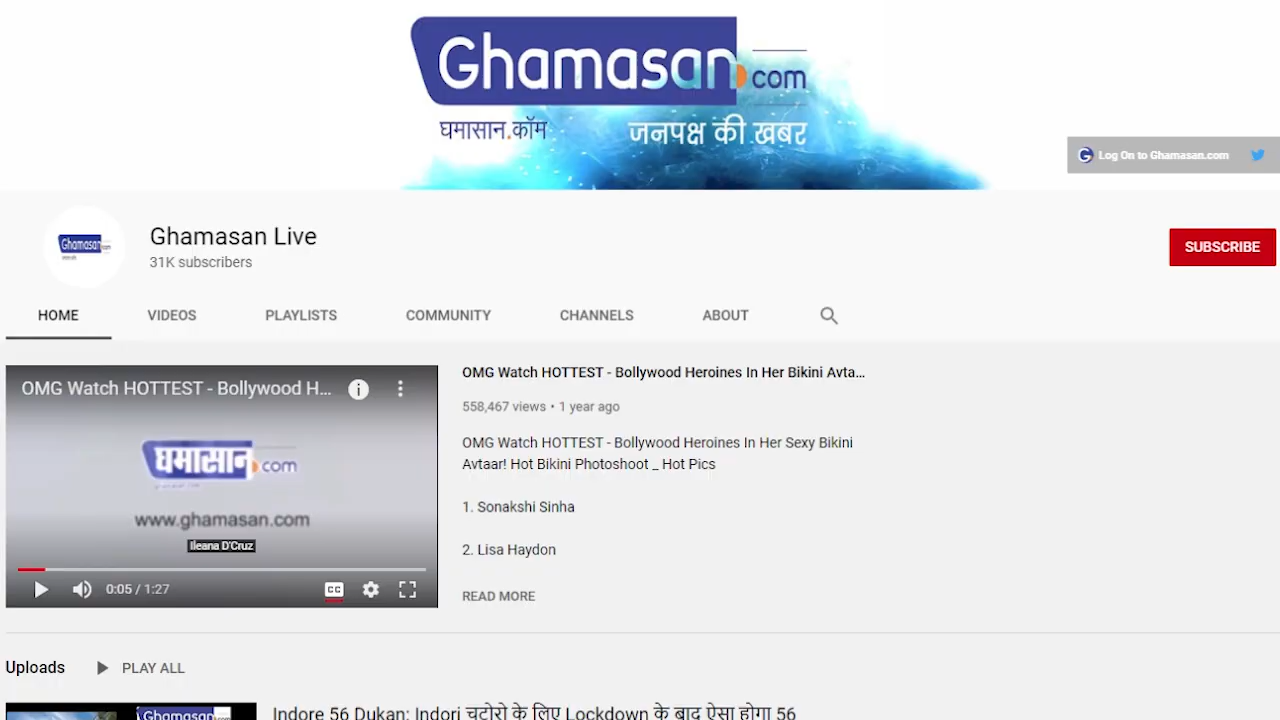 Ghamasan.com
घमासान.कॉम
जनपक्ष की खबर
G Log On to Ghamasan.com
Ghamasan.com
Ghamasan Live
31K subscribers
SUBSCRIBE
HOME VIDEOS PLAYLISTS COMMUNITY CHANNELS ABOUT
OMG Watch HOTTEST - Bollywood H...
घमासान.com
www.ghamasan.com
Ileana D'Cruz
0:05 / 1:27
CC
OMG Watch HOTTEST - Bollywood Heroines In Her Bikini Avta...
558,467 views • 1 year ago
OMG Watch HOTTEST - Bollywood Heroines In Her Sexy Bikini
Avtaar! Hot Bikini Photoshoot _ Hot Pics
1. Sonakshi Sinha
2. Lisa Haydon
READ MORE
Uploads PLAY ALL
Ghamasan
Indore 56 Dukan: Indori चटोरो के लिए Lockdown के बाद ऐसा होगा 56